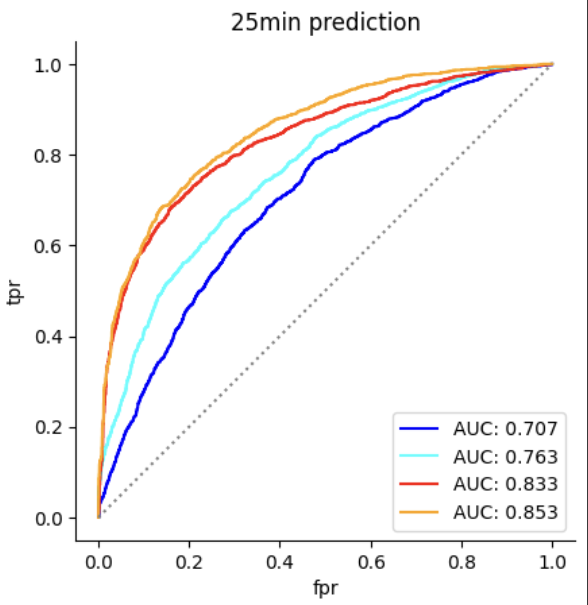 25min prediction
1.0
0.8
0.6
0.4
0.2
0.0
tpr
0.0 0.2 0.4 0.6 0.8 1.0
fpr
AUC: 0.707
AUC: 0.763
AUC: 0.833
AUC: 0.853